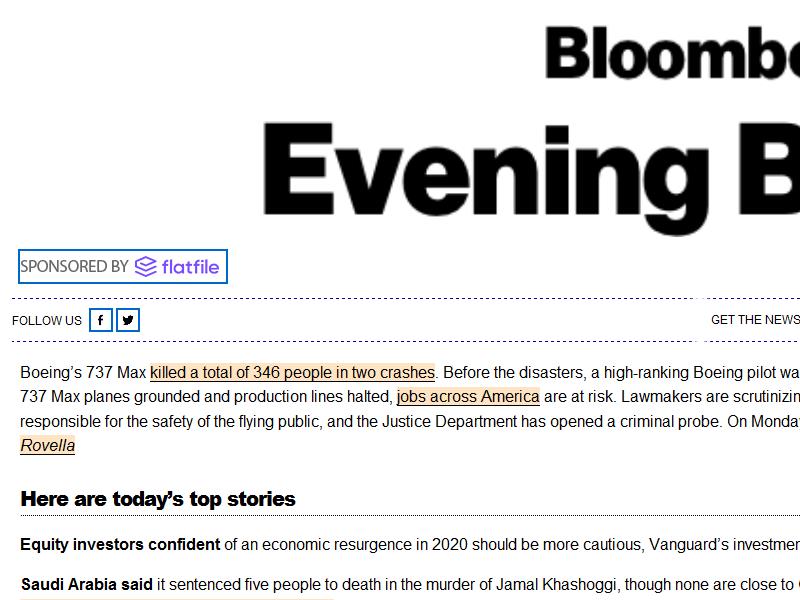 Bloombe
Evening B
SPONSORED BY flatfile
FOLLOW US
GET THE NEWS
Boeing’s 737 Max killed a total of 346 people in two crashes. Before the disasters, a high-ranking Boeing pilot wa
737 Max planes grounded and production lines halted, jobs across America are at risk. Lawmakers are scrutinizin
responsible for the safety of the flying public, and the Justice Department has opened a criminal probe. On Monda
Rovella
Here are today’s top stories
Equity investors confident of an economic resurgence in 2020 should be more cautious, Vanguard’s investmen
Saudi Arabia said it sentenced five people to death in the murder of Jamal Khashoggi, though none are close to